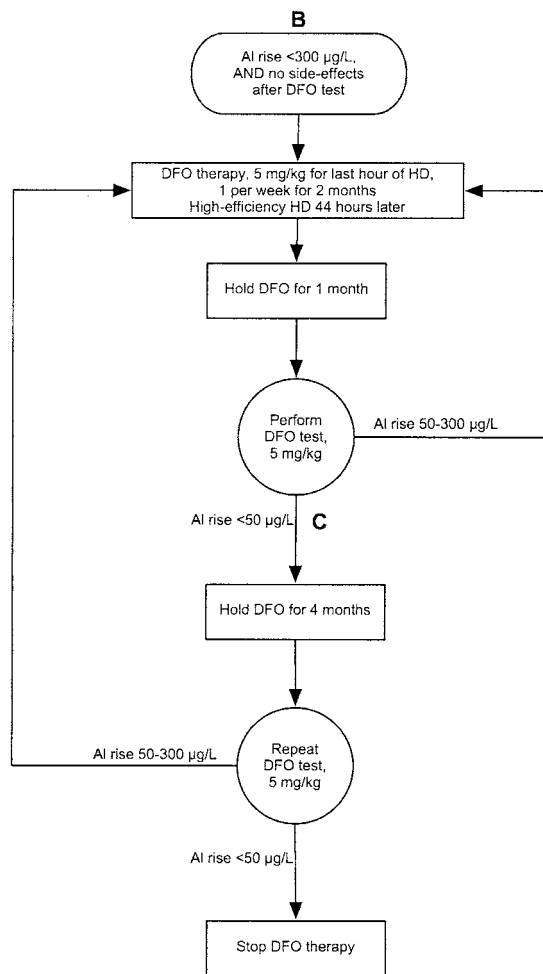 B
Al rise <300 µg/L,
AND no side-effects
after DFO test
DFO therapy, 5 mg/kg for last hour of HD,
1 per week for 2 months
High-efficiency HD 44 hours later
Hold DFO for 1 month
Perform
DFO test,
5 mg/kg
Al rise 50-300 µg/L
Al rise <50 µg/L
C
Hold DFO for 4 months
Repeat
DFO test,
5 mg/kg
Al rise 50-300 µg/L
Al rise <50 µg/L
Stop DFO therapy